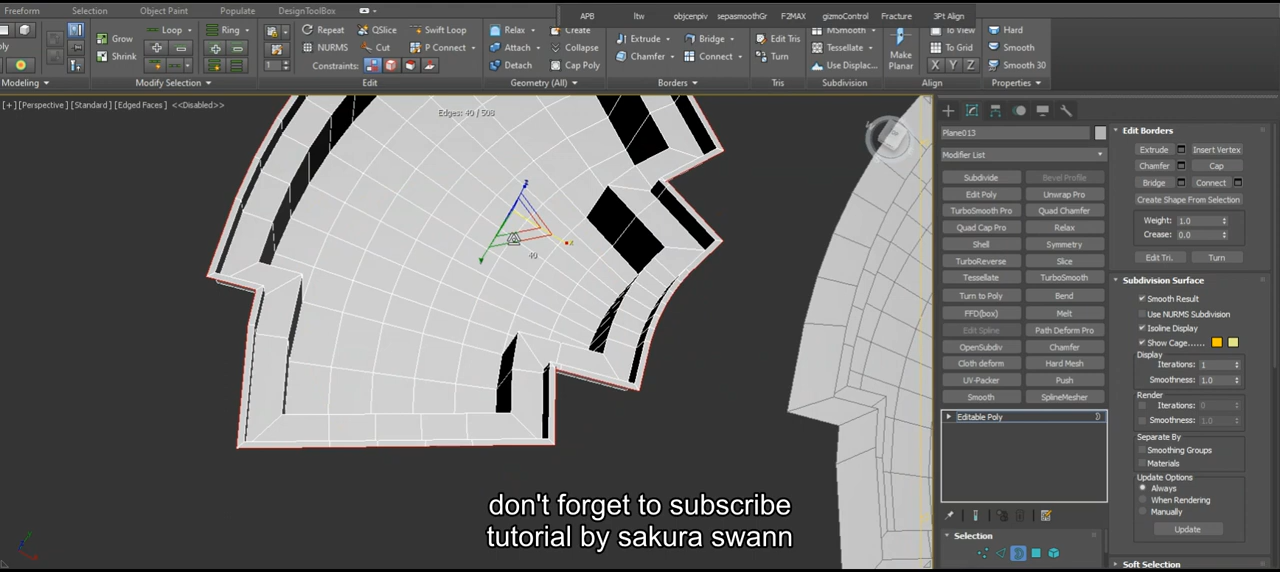 Freeform Selection Object Paint Populate DesignToolBox APB ltw objcenpiv sepasmoothGr F2MAX gizmoControl Fracture 3Pt Align
Grow Loop Ring Repeat QSlice Swift Loop Relax Create Extrude Bridge Edit Tris MSmooth To View Hard
NURMS Cut P Connect Attach Collapse Tessellate To Grid Smooth
Shrink Constraints: Detach Cap Poly Chamfer Connect Turn Use Displac... Make Planar X Y Z Smooth 30
1
Modeling Modify Selection Edit Geometry (All) Borders Tris Subdivision Align Properties
[+] [Perspective] [Standard] [Edged Faces] <<Disabled>>
Edges: 40 / 508
40
Plane013
Modifier List
Subdivide Bevel Profile
Edit Poly Unwrap Pro
TurboSmooth Pro Quad Chamfer
Quad Cap Pro Relax
Shell Symmetry
TurboReverse Slice
Tessellate TurboSmooth
Turn to Poly Bend
FFD(box) Melt
Edit Spline Path Deform Pro
OpenSubdiv Chamfer
Cloth deform Hard Mesh
UV-Packer Push
Smooth SplineMesher
Editable Poly
Selection
Edit Borders
Extrude Insert Vertex
Chamfer Cap
Bridge Connect
Create Shape From Selection
Weight: 1.0
Crease: 0.0
Edit Tri. Turn
Subdivision Surface
Smooth Result
Use NURMS Subdivision
Isoline Display
Show Cage......
Display
Iterations: 1
Smoothness: 1.0
Render
Iterations: 0
Smoothness: 1.0
Separate By
Smoothing Groups
Materials
Update Options
Always
When Rendering
Manually
Update
Soft Selection
don't forget to subscribe
tutorial by sakura swann